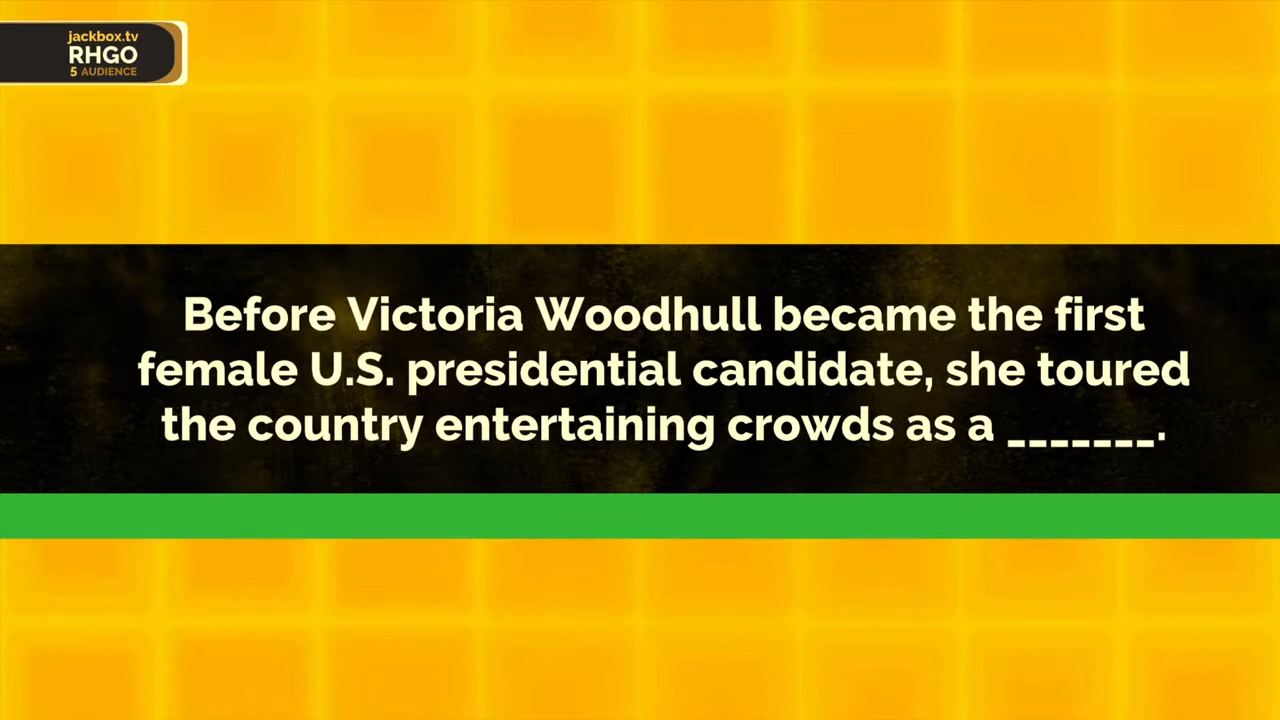 jackbox.tv
RHGO
5 AUDIENCE
Before Victoria Woodhull became the first
female U.S. presidential candidate, she toured
the country entertaining crowds as a _______.